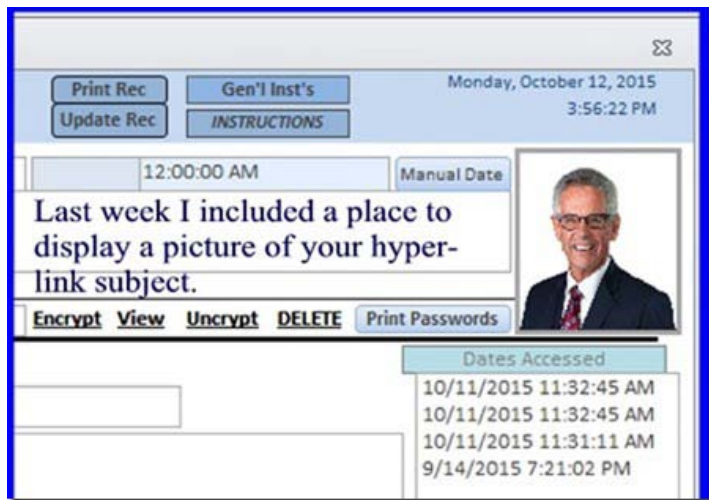 Print Rec Gen'l Inst's Monday, October 12, 2015
Update Rec INSTRUCTIONS 3:56:22 PM
12:00:00 AM Manual Date
Last week I included a place to
display a picture of your hyper-
link subject.
Encrypt View Uncrypt DELETE Print Passwords
Dates Accessed
10/11/2015 11:32:45 AM
10/11/2015 11:32:45 AM
10/11/2015 11:31:11 AM
9/14/2015 7:21:02 PM